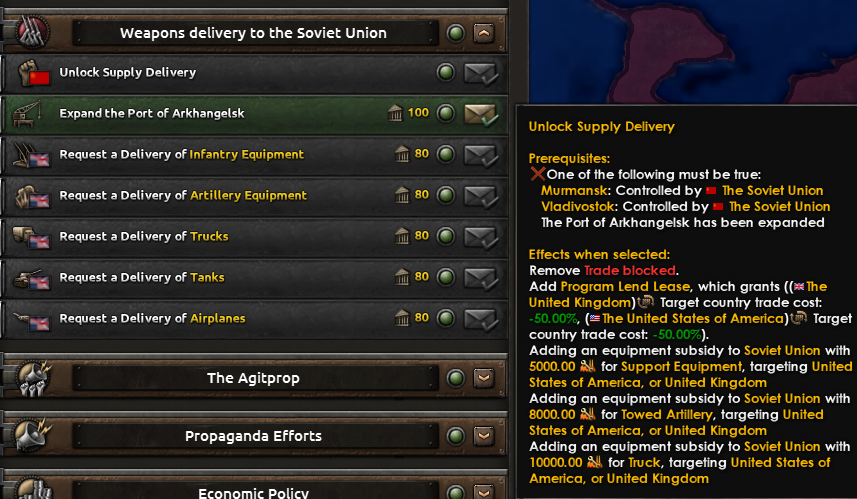 Weapons delivery to the Soviet Union
Unlock Supply Delivery
Expand the Port of Arkhangelsk 100
Request a Delivery of Infantry Equipment 80
Request a Delivery of Artillery Equipment 80
Request a Delivery of Trucks 80
Request a Delivery of Tanks 80
Request a Delivery of Airplanes 80
The Agitprop
Propaganda Efforts
Economic Policy
Unlock Supply Delivery
Prerequisites:
One of the following must be true:
Murmansk: Controlled by The Soviet Union
Vladivostok: Controlled by The Soviet Union
The Port of Arkhangelsk has been expanded
Effects when selected:
Remove Trade blocked.
Add Program Lend Lease, which grants ((The
United Kingdom) Target country trade cost:
-50.00%, (The United States of America) Target
country trade cost: -50.00%).
Adding an equipment subsidy to Soviet Union with
5000.00 for Support Equipment, targeting United
States of America, or United Kingdom
Adding an equipment subsidy to Soviet Union with
8000.00 for Towed Artillery, targeting United
States of America, or United Kingdom
Adding an equipment subsidy to Soviet Union with
10000.00 for Truck, targeting United States of
America, or United Kingdom